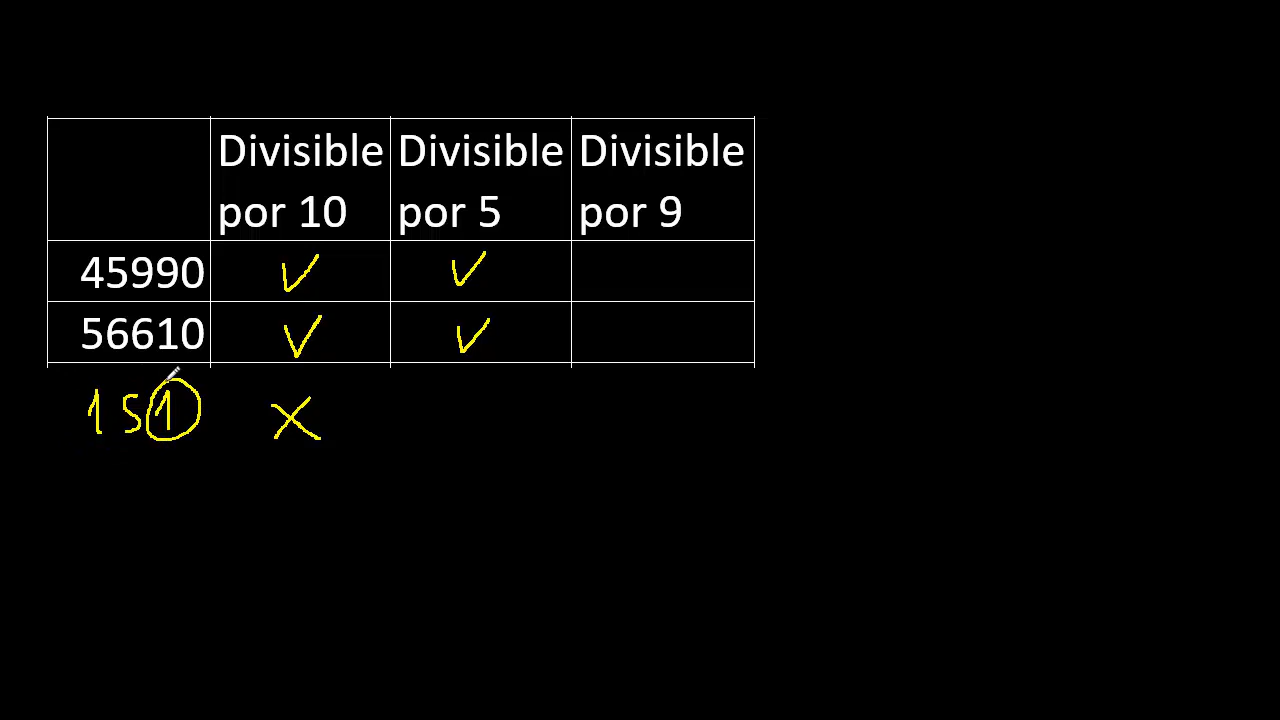 Divisible por 10 Divisible por 5 Divisible por 9
45990 ✓ ✓
56610 ✓ ✓
151 X